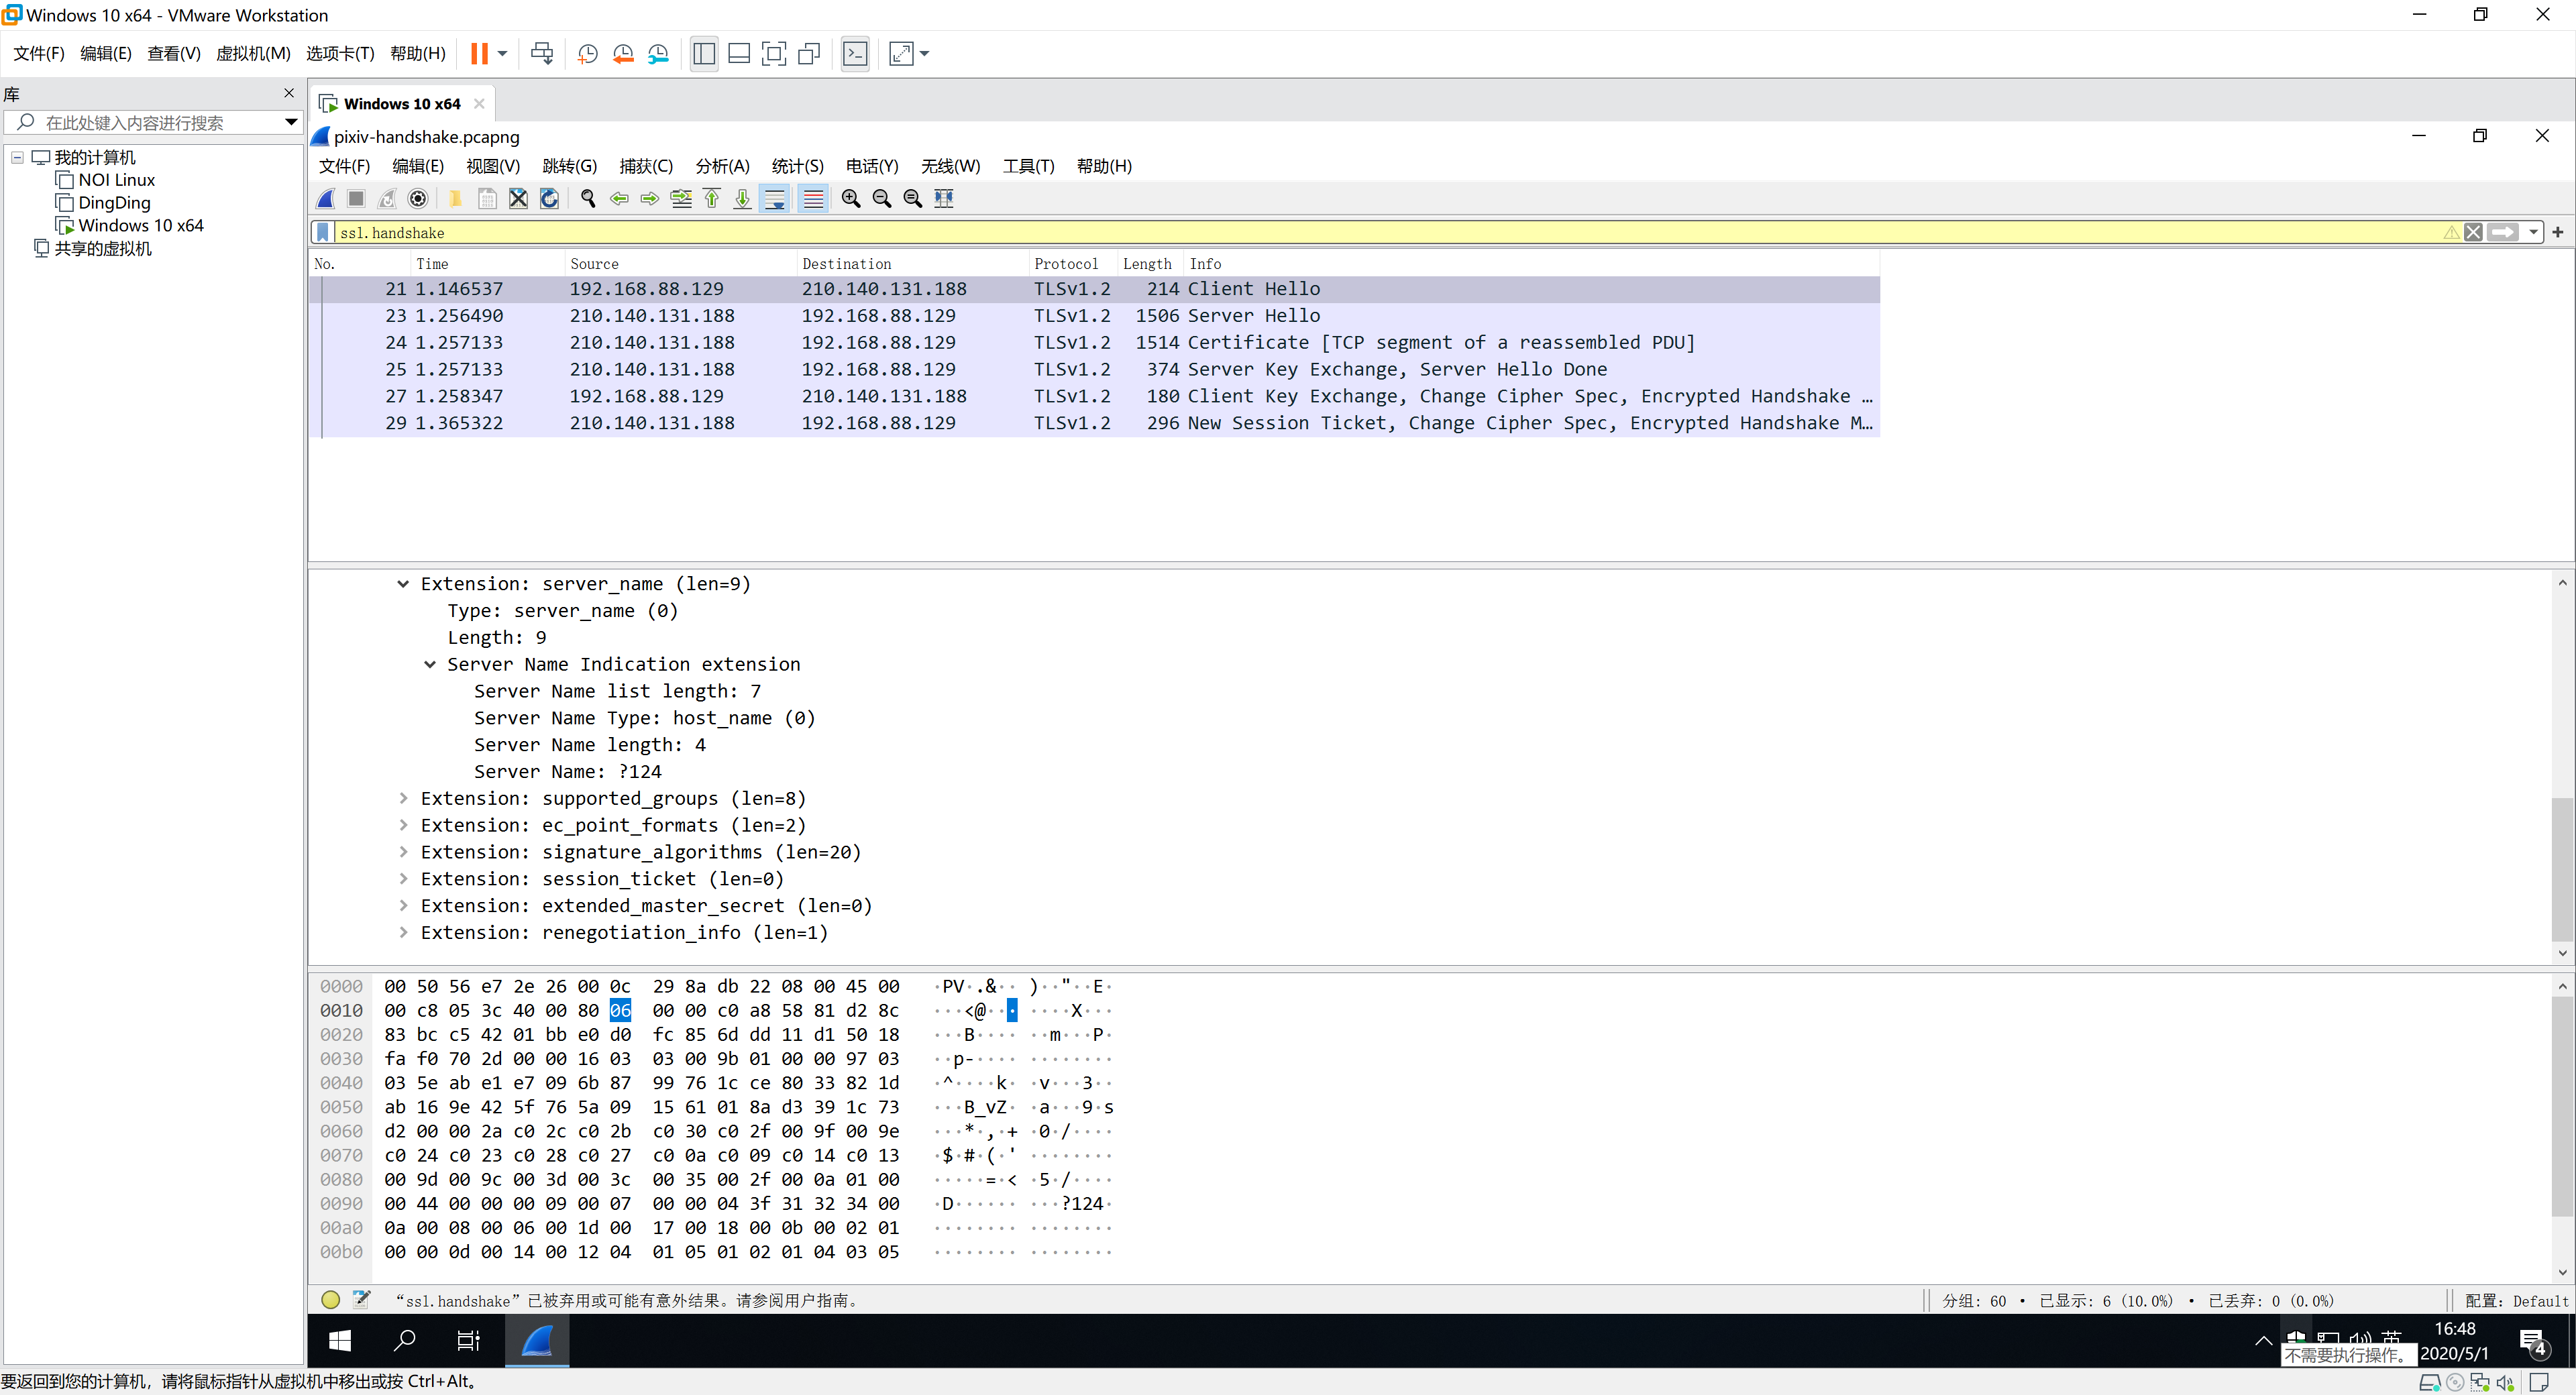 Windows 10 x64 - VMware Workstation
文件(F) 编辑(E) 查看(V) 虚拟机(M) 选项卡(T) 帮助(H)
库
在此处键入内容进行搜索
我的计算机
NOI Linux
DingDing
Windows 10 x64
共享的虚拟机
Windows 10 x64
pixiv-handshake.pcapng
文件(F) 编辑(E) 视图(V) 跳转(G) 捕获(C) 分析(A) 统计(S) 电话(Y) 无线(W) 工具(T) 帮助(H)
ssl.handshake
No. Time Source Destination Protocol Length Info
21 1.146537 192.168.88.129 210.140.131.188 TLSv1.2 214 Client Hello
23 1.256490 210.140.131.188 192.168.88.129 TLSv1.2 1506 Server Hello
24 1.257133 210.140.131.188 192.168.88.129 TLSv1.2 1514 Certificate [TCP segment of a reassembled PDU]
25 1.257133 210.140.131.188 192.168.88.129 TLSv1.2 374 Server Key Exchange, Server Hello Done
27 1.258347 192.168.88.129 210.140.131.188 TLSv1.2 180 Client Key Exchange, Change Cipher Spec, Encrypted Handshake …
29 1.365322 210.140.131.188 192.168.88.129 TLSv1.2 296 New Session Ticket, Change Cipher Spec, Encrypted Handshake M…
Extension: server_name (len=9)
Type: server_name (0)
Length: 9
Server Name Indication extension
Server Name list length: 7
Server Name Type: host_name (0)
Server Name length: 4
Server Name: ?124
Extension: supported_groups (len=8)
Extension: ec_point_formats (len=2)
Extension: signature_algorithms (len=20)
Extension: session_ticket (len=0)
Extension: extended_master_secret (len=0)
Extension: renegotiation_info (len=1)
0000 00 50 56 e7 2e 26 00 0c 29 8a db 22 08 00 45 00 ·PV·.&·· )··"··E·
0010 00 c8 05 3c 40 00 80 06 00 00 c0 a8 58 81 d2 8c ···<@··· ····X···
0020 83 bc c5 42 01 bb e0 d0 fc 85 6d dd 11 d1 50 18 ···B···· ··m···P·
0030 fa f0 70 2d 00 00 16 03 03 00 9b 01 00 00 97 03 ··p-···· ········
0040 03 5e ab e1 e7 09 6b 87 99 76 1c ce 80 33 82 1d ·^····k· ·v···3··
0050 ab 16 9e 42 5f 76 5a 09 15 61 01 8a d3 39 1c 73 ···B_vZ· ·a···9·s
0060 d2 00 00 2a c0 2c c0 2b c0 30 c0 2f 00 9f 00 9e ···*·,·+ ·0·/····
0070 c0 24 c0 23 c0 28 c0 27 c0 0a c0 09 c0 14 c0 13 ·$·#·(·' ········
0080 00 9d 00 9c 00 3d 00 3c 00 35 00 2f 00 0a 01 00 ·····=·< ·5·/····
0090 00 44 00 00 00 09 00 07 00 00 04 3f 31 32 34 00 ·D······ ···?124·
00a0 0a 00 08 00 06 00 1d 00 17 00 18 00 0b 00 02 01 ········ ········
00b0 00 00 0d 00 14 00 12 04 01 05 01 02 01 04 03 05 ········ ········
“ssl.handshake”已被弃用或可能有意外结果。请参阅用户指南。
分组: 60 · 已显示: 6 (10.0%) · 已丢弃: 0 (0.0%)
配置: Default
英
16:48
不需要执行操作。
2020/5/1
4
要返回到您的计算机，请将鼠标指针从虚拟机中移出或按 Ctrl+Alt。